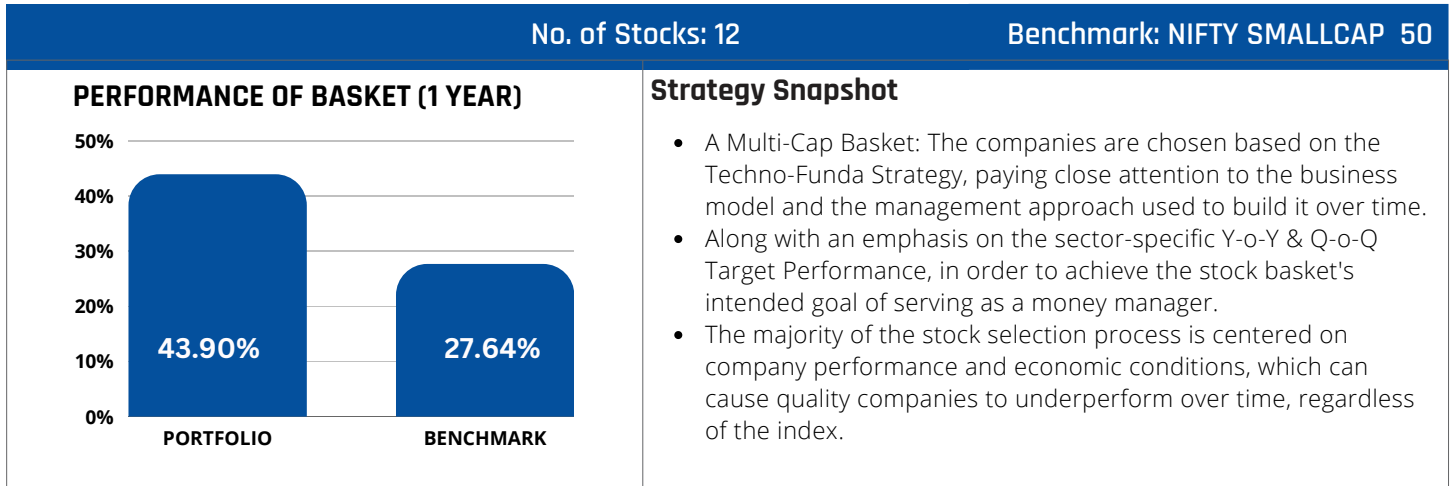 No. of Stocks: 12
Benchmark: NIFTY SMALLCAP 50
PERFORMANCE OF BASKET (1 YEAR)
50%
40%
30%
20%
10%
0%
43.90%
27.64%
PORTFOLIO
BENCHMARK
Strategy Snapshot
• A Multi-Cap Basket: The companies are chosen based on the
Techno-Funda Strategy, paying close attention to the business
model and the management approach used to build it over time.
• Along with an emphasis on the sector-specific Y-o-Y & Q-o-Q
Target Performance, in order to achieve the stock basket's
intended goal of serving as a money manager.
• The majority of the stock selection process is centered on
company performance and economic conditions, which can
cause quality companies to underperform over time, regardless
of the index.